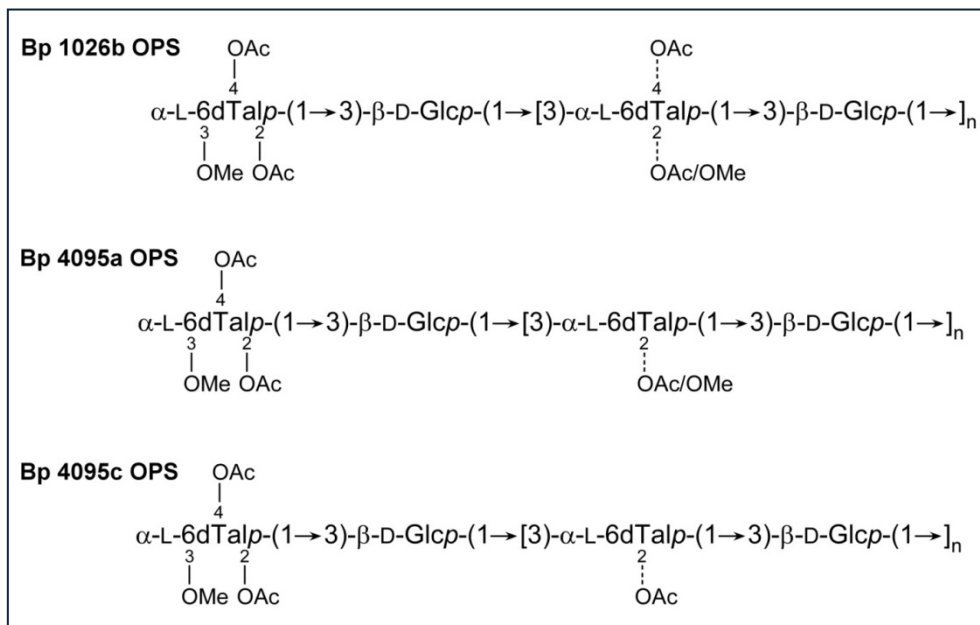 Bp 1026b OPS OAc OAc
4 4
α-L-6dTalp-(1→3)-β-D-Glcp-(1→[3)-α-L-6dTalp-(1→3)-β-D-Glcp-(1→]n
3 2 2
OMe OAc OAc/OMe
Bp 4095a OPS OAc
4
α-L-6dTalp-(1→3)-β-D-Glcp-(1→[3)-α-L-6dTalp-(1→3)-β-D-Glcp-(1→]n
3 2 2
OMe OAc OAc/OMe
Bp 4095c OPS OAc
4
α-L-6dTalp-(1→3)-β-D-Glcp-(1→[3)-α-L-6dTalp-(1→3)-β-D-Glcp-(1→]n
3 2 2
OMe OAc OAc